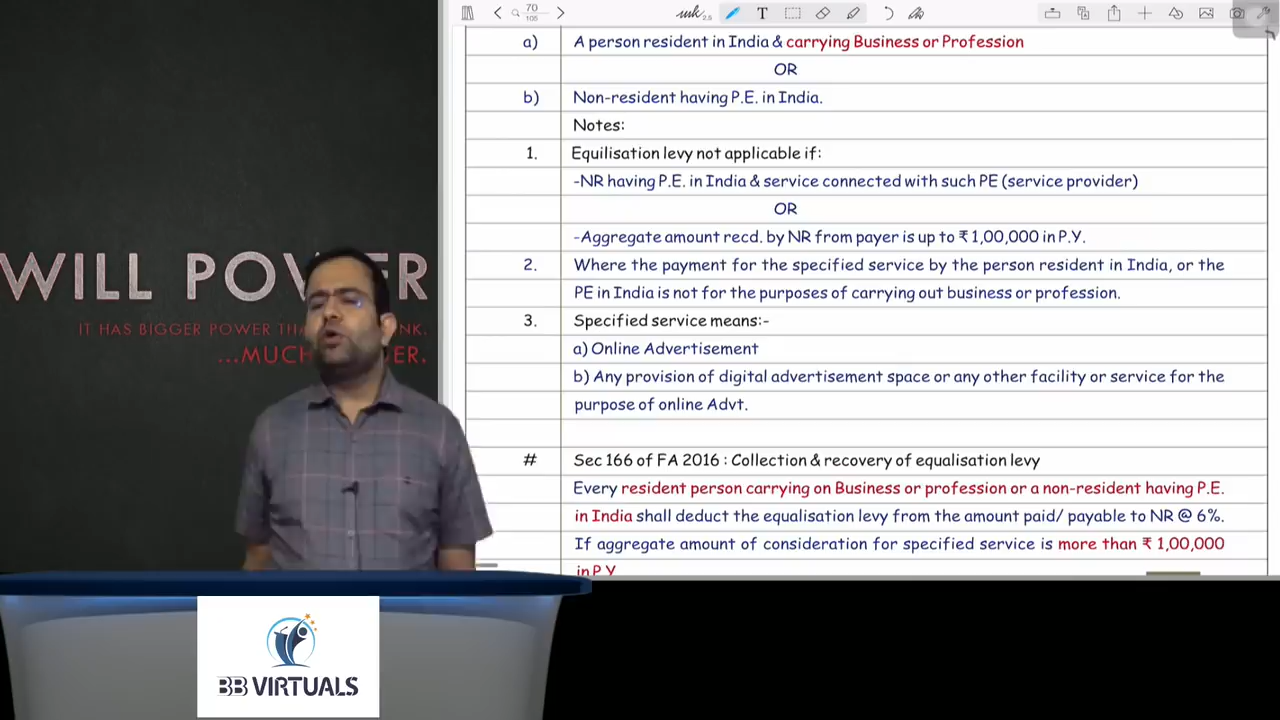 70
105
2.5
T
a) A person resident in India & carrying Business or Profession
OR
b) Non-resident having P.E. in India.
Notes:
1. Equilisation levy not applicable if:
-NR having P.E. in India & service connected with such PE (service provider)
OR
-Aggregate amount recd. by NR from payer is up to ₹ 1,00,000 in P.Y.
2. Where the payment for the specified service by the person resident in India, or the
PE in India is not for the purposes of carrying out business or profession.
3. Specified service means:-
a) Online Advertisement
b) Any provision of digital advertisement space or any other facility or service for the
purpose of online Advt.
# Sec 166 of FA 2016 : Collection & recovery of equalisation levy
Every resident person carrying on Business or profession or a non-resident having P.E.
in India shall deduct the equalisation levy from the amount paid/ payable to NR @ 6%.
If aggregate amount of consideration for specified service is more than ₹ 1,00,000
in P.Y
WILL POWER
IT HAS BIGGER POWER
...MUCH
BB VIRTUALS